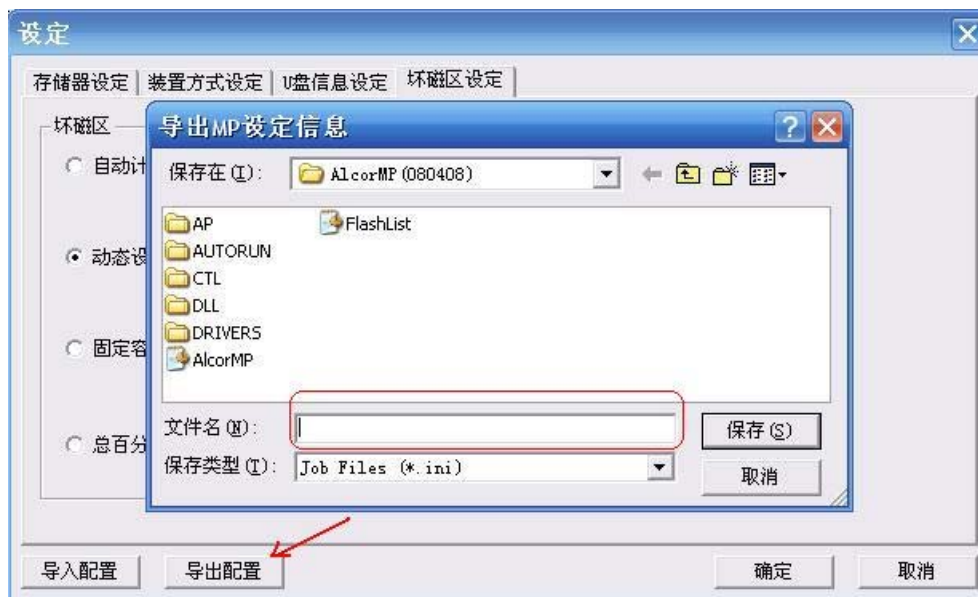 设定
存储器设定 装置方式设定 U盘信息设定 坏磁区设定
坏磁区
自动计
动态设
固定容
总百分
导出MP设定信息
保存在(I):
AlcorMP(080408)
AP
AUTORUN
CTL
DLL
DRIVERS
AlcorMP
FlashList
文件名(N):
保存(S)
保存类型(T):
Job Files (*.ini)
取消
导入配置
导出配置
确定
取消